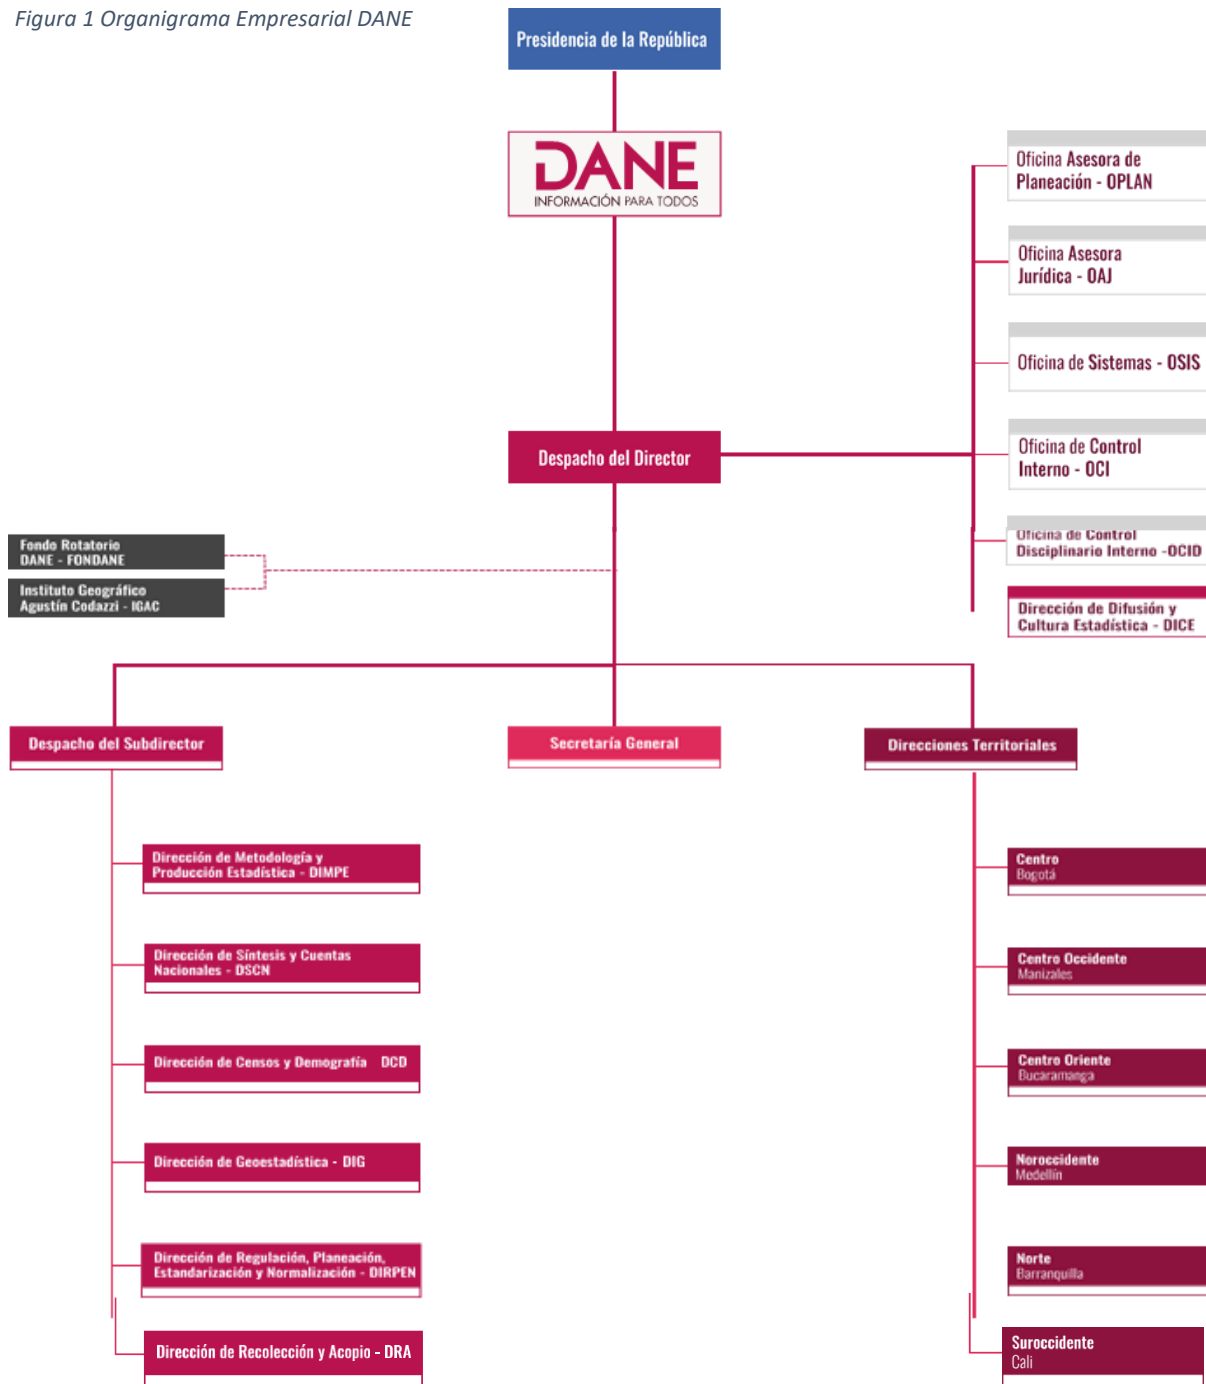 Figura 1 Organigrama Empresarial DANE
Presidencia de la República
DANE
INFORMACIÓN PARA TODOS
Oficina Asesora de
Planeación - OPLAN
Oficina Asesora
Jurídica - OAJ
Oficina de Sistemas - OSIS
Oficina de Control
Interno - OCI
Oficina de Control
Disciplinario Interno -OCID
Dirección de Difusión y
Cultura Estadística - DICE
Despacho del Director
Fondo Rotatorio
DANE - FONDANE
Instituto Geográfico
Agustín Codazzi - IGAC
Despacho del Subdirector
Secretaría General
Direcciones Territoriales
Dirección de Metodología y
Producción Estadística - DIMPE
Dirección de Síntesis y Cuentas
Nacionales - DSCN
Dirección de Censos y Demografía DCD
Dirección de Geoestadística - DIG
Dirección de Regulación, Planeación,
Estandarización y Normalización - DIRPEN
Dirección de Recolección y Acopio - DRA
Centro
Bogotá
Centro Occidente
Manizales
Centro Oriente
Bucaramanga
Noroccidente
Medellín
Norte
Barranquilla
Suroccidente
Cali